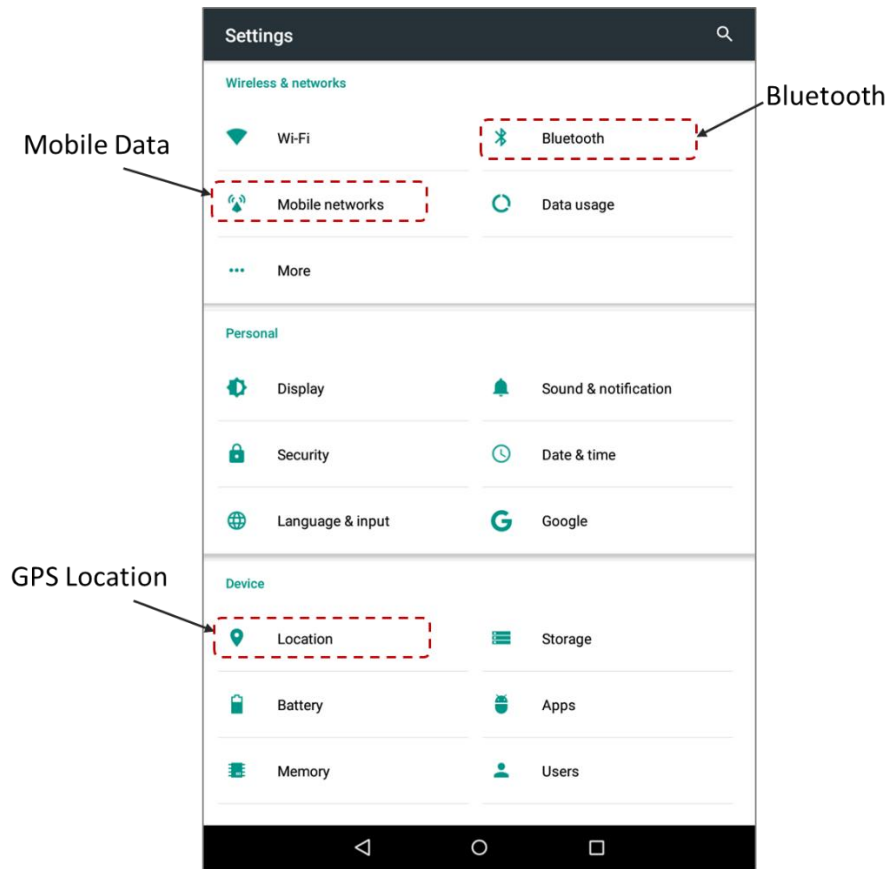 Settings
Wireless & networks
Bluetooth
Wi-Fi
Bluetooth
Mobile Data
Mobile networks
Data usage
More
Personal
Display
Sound & notification
Security
Date & time
Language & input
Google
GPS Location
Device
Location
Storage
Battery
Apps
Memory
Users